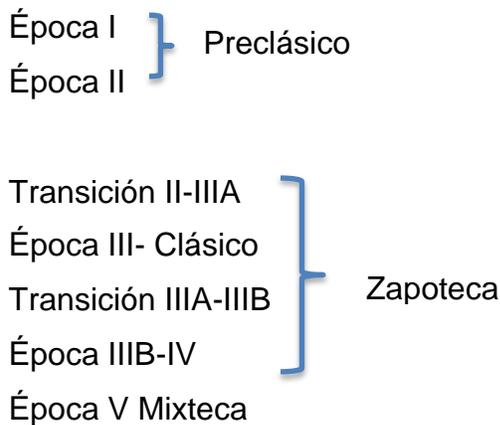 Época I
Preclásico
Época II
Transición II-IIIA
Época III- Clásico
Zapoteca
Transición IIIA-IIIB
Época IIIB-IV
Época V Mixteca